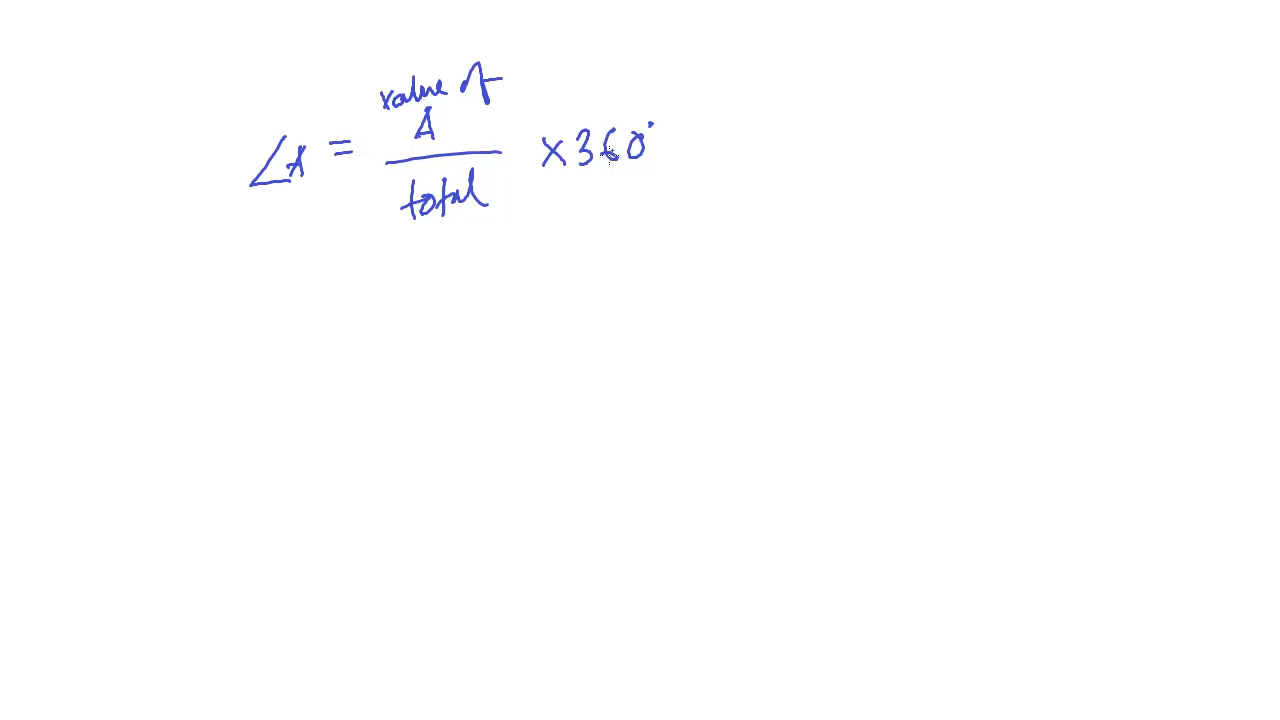 ∠A = value of A / total × 360°